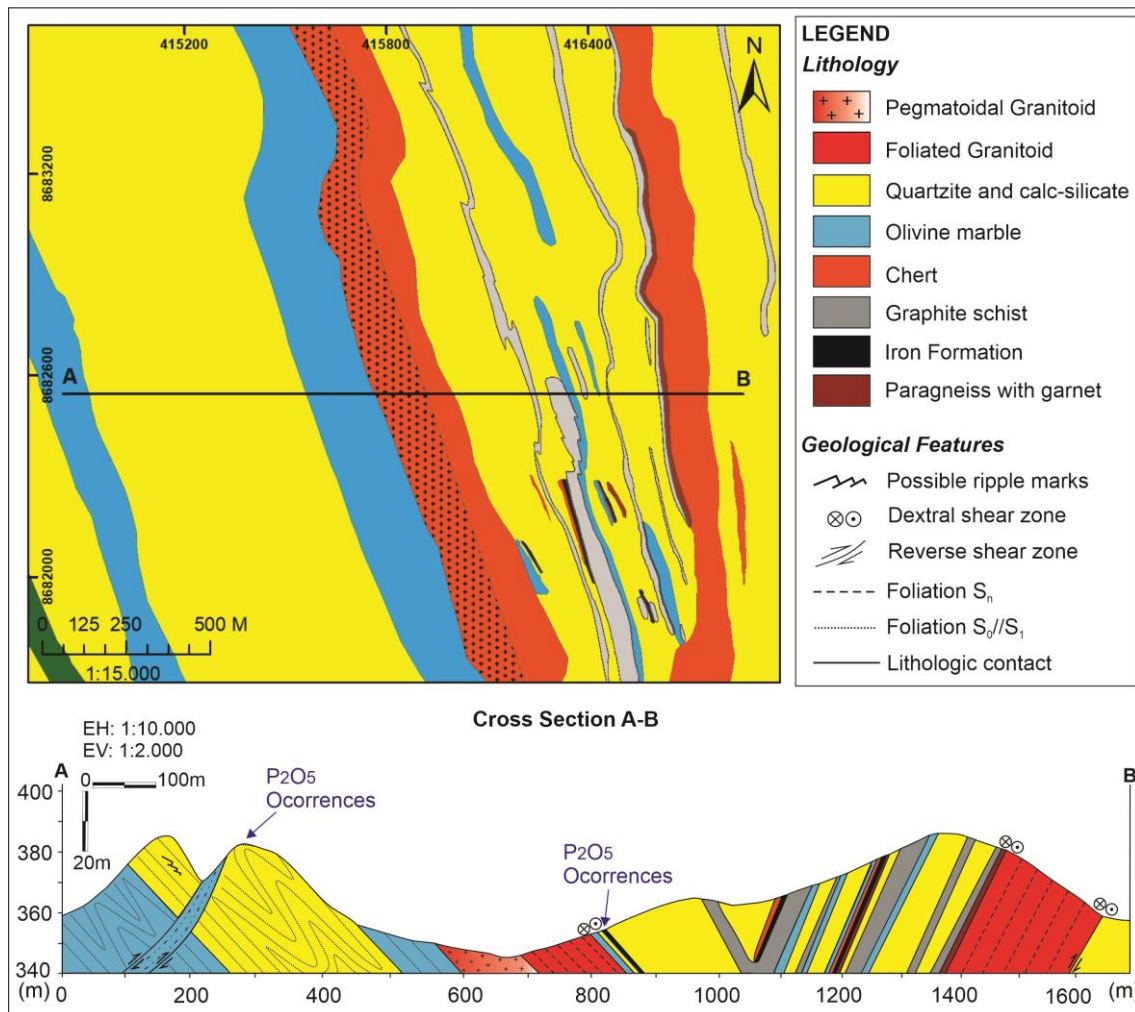 415200
415800
416400
N
8683200
8682600
8682000
A
B
0 125 250 500 M
1:15.000
LEGEND
Lithology
Pegmatoidal Granitoid
Foliated Granitoid
Quartzite and calc-silicate
Olivine marble
Chert
Graphite schist
Iron Formation
Paragneiss with garnet
Geological Features
Possible ripple marks
Dextral shear zone
Reverse shear zone
Foliation Sn
Foliation S0//S1
Lithologic contact
Cross Section A-B
EH: 1:10.000
EV: 1:2.000
A
0 100m
20m
P2O5
Ocorrences
P2O5
Ocorrences
B
400
380
360
340
(m)
0 200 400 600 800 1000 1200 1400 1600 (m)